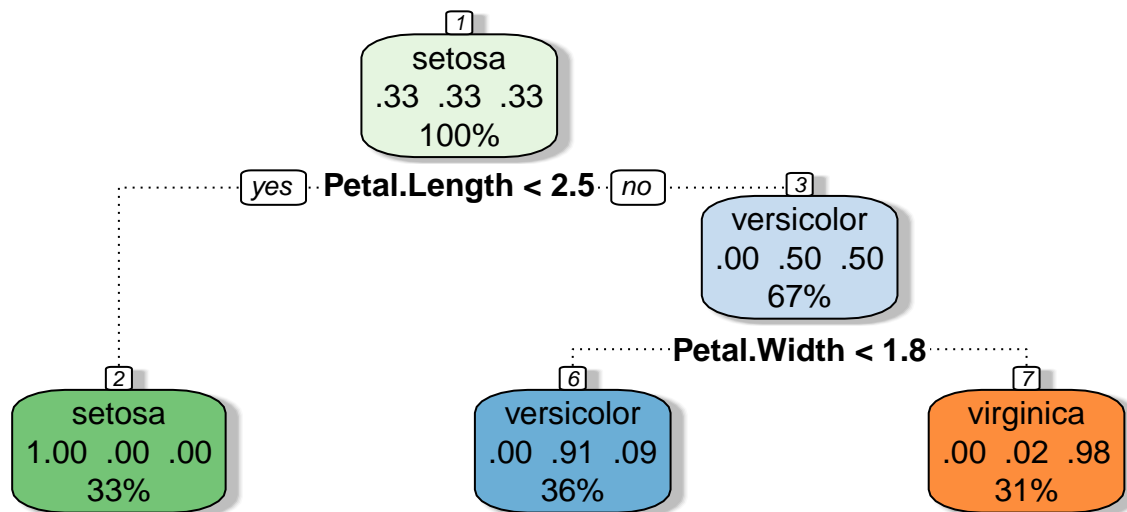 1
setosa
.33 .33 .33
100%
yes Petal.Length < 2.5 no
3
versicolor
.00 .50 .50
67%
Petal.Width < 1.8
2
setosa
1.00 .00 .00
33%
6
versicolor
.00 .91 .09
36%
7
virginica
.00 .02 .98
31%